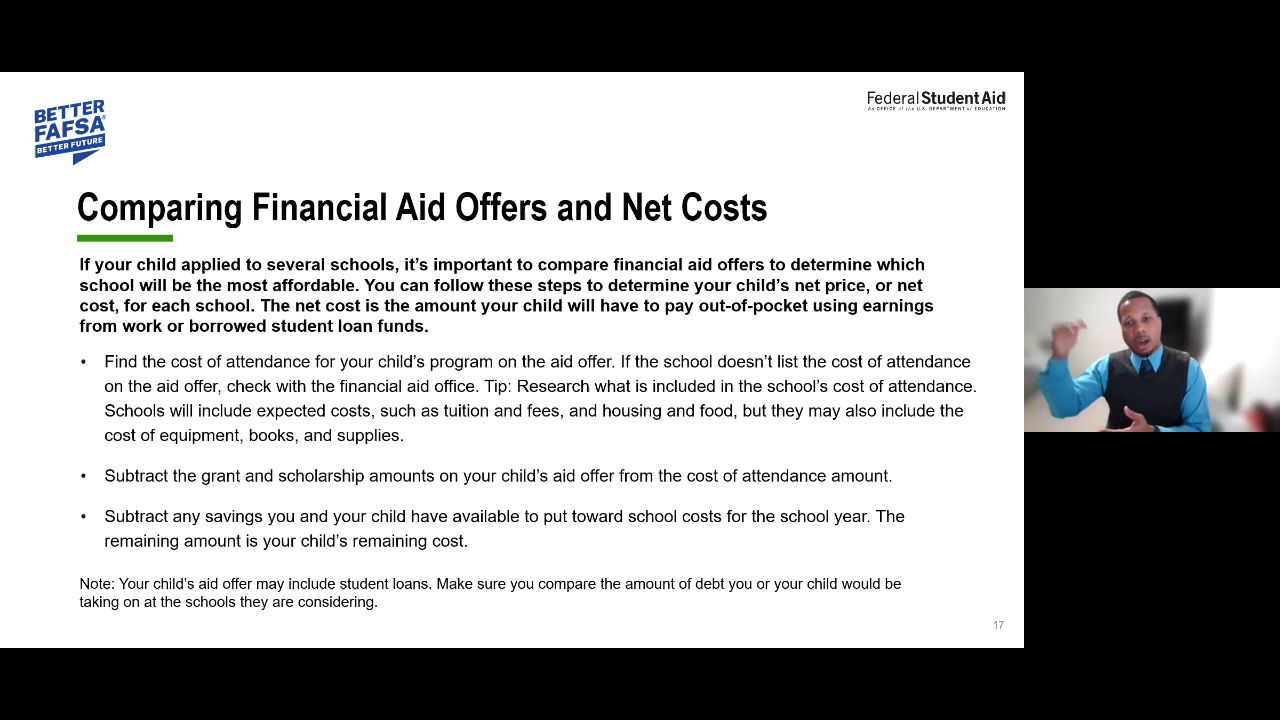 BETTER
FAFSA
BETTER FUTURE
Federal Student Aid
An OFFICE of the U.S. DEPARTMENT of EDUCATION
Comparing Financial Aid Offers and Net Costs
If your child applied to several schools, it’s important to compare financial aid offers to determine which
school will be the most affordable. You can follow these steps to determine your child’s net price, or net
cost, for each school. The net cost is the amount your child will have to pay out-of-pocket using earnings
from work or borrowed student loan funds.
• Find the cost of attendance for your child’s program on the aid offer. If the school doesn’t list the cost of attendance
on the aid offer, check with the financial aid office. Tip: Research what is included in the school’s cost of attendance.
Schools will include expected costs, such as tuition and fees, and housing and food, but they may also include the
cost of equipment, books, and supplies.
• Subtract the grant and scholarship amounts on your child’s aid offer from the cost of attendance amount.
• Subtract any savings you and your child have available to put toward school costs for the school year. The
remaining amount is your child’s remaining cost.
Note: Your child’s aid offer may include student loans. Make sure you compare the amount of debt you or your child would be
taking on at the schools they are considering.
17